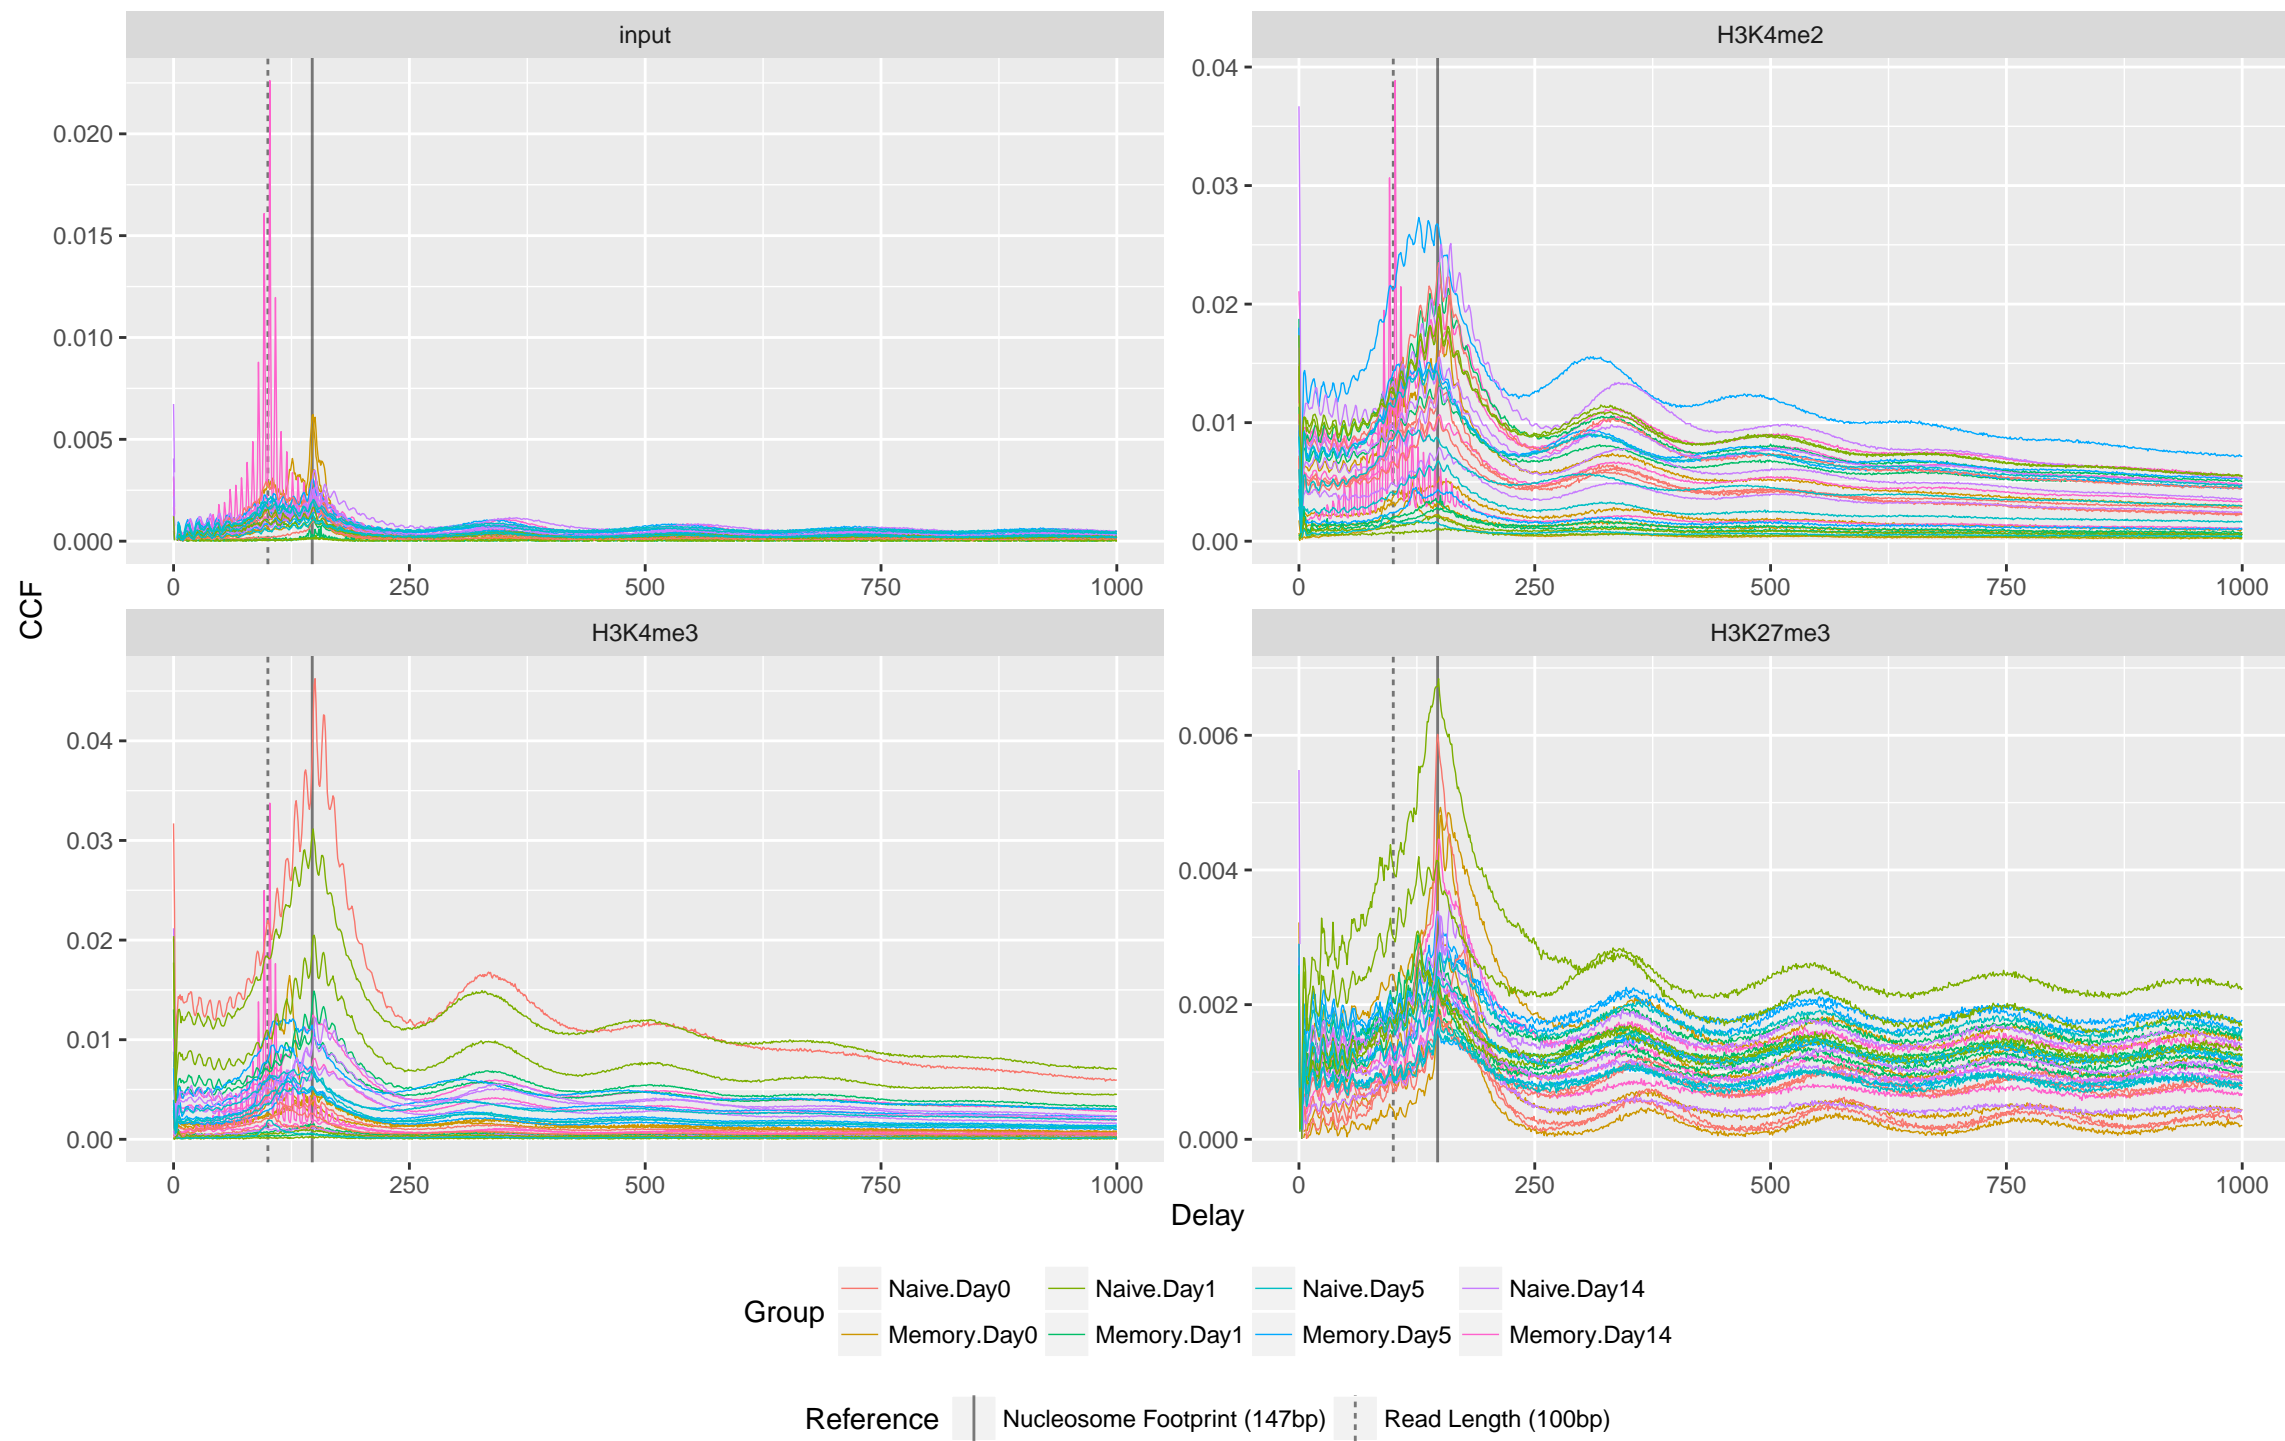 input
H3K4me2
0.020
0.015
0.010
0.005
0.000
0.04
0.03
0.02
0.01
0.00
0 250 500 750 1000
0 250 500 750 1000
CCF
H3K4me3
H3K27me3
0.04
0.03
0.02
0.01
0.00
0.006
0.004
0.002
0.000
0 250 500 750 1000
0 250 500 750 1000
Delay
Group
Naive.Day0 Naive.Day1 Naive.Day5 Naive.Day14
Memory.Day0 Memory.Day1 Memory.Day5 Memory.Day14
Reference Nucleosome Footprint (147bp) Read Length (100bp)